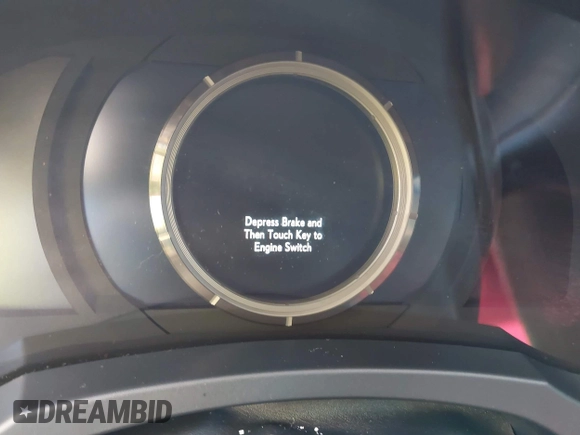 Depress Brake and
Then Touch Key to
Engine Switch
DREAMBID